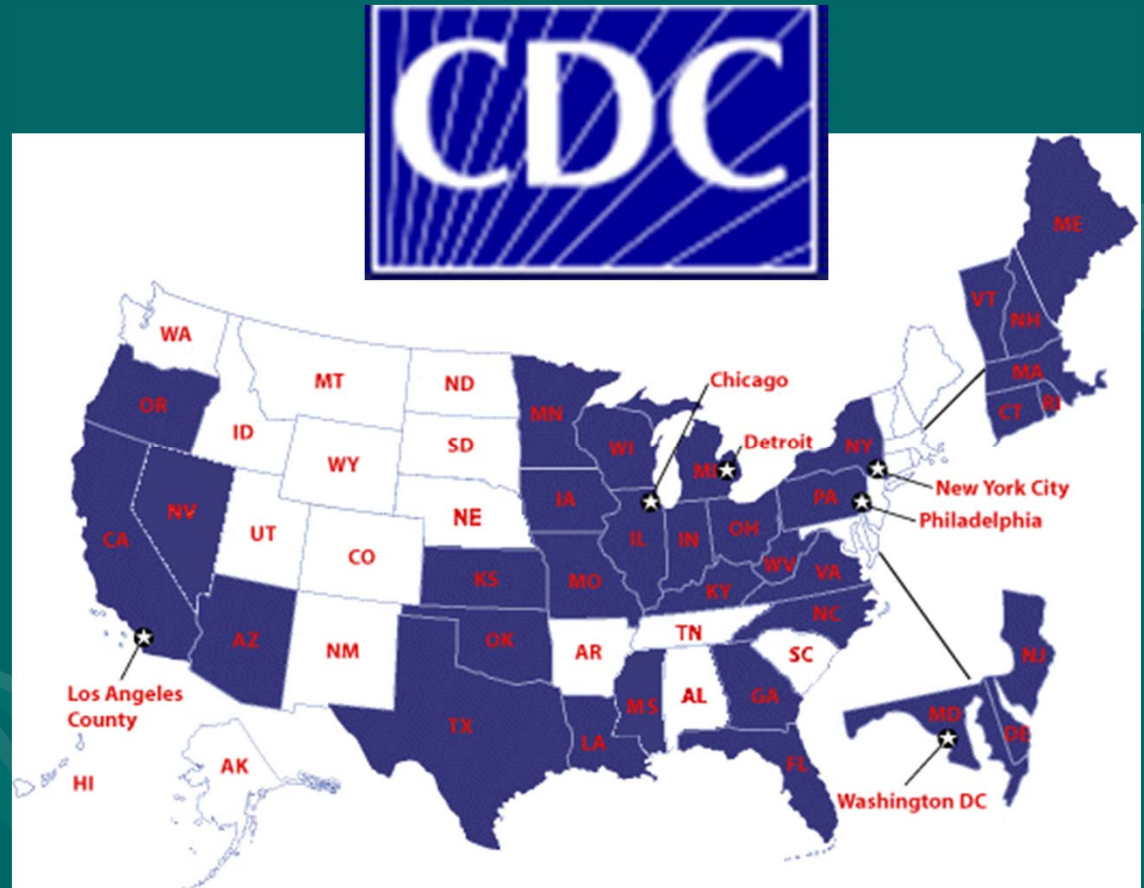 CDC
ME
VT
NH
WA
MT
ND
MN
MA
OR
ID
SD
WI
Chicago
CT
RI
WY
MI
Detroit
NY
NE
IA
PA
New York City
NV
UT
CO
IL
IN
OH
Philadelphia
CA
KS
MO
WV
VA
KY
NC
AZ
NM
OK
AR
TN
SC
NJ
Los Angeles
County
TX
LA
MS
AL
GA
FL
MD
DE
HI
AK
Washington DC